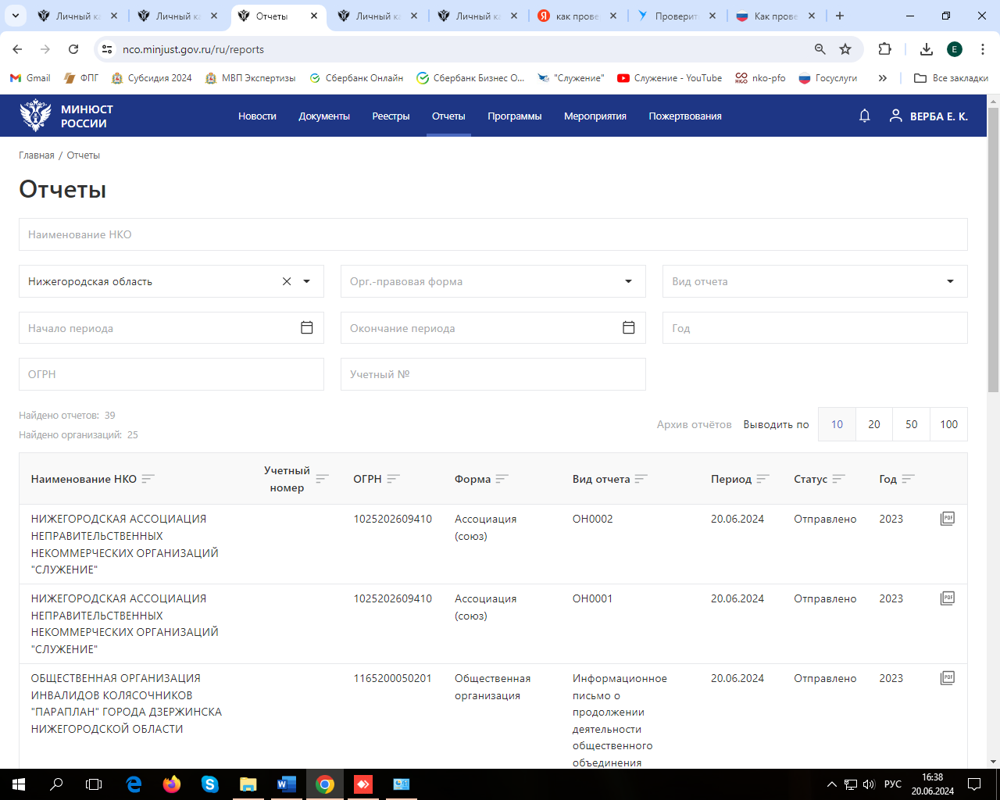 Личный ка
Личный ка
Отчеты
Личный ка
Личный ка
как прове
Проверит
Как прове
nco.minjust.gov.ru/ru/reports
E
Gmail
ФПГ
Субсидия 2024
МВП Экспертизы
Сбербанк Онлайн
Сбербанк Бизнес О...
"Служение"
Служение - YouTube
nko-pfo
Госуслуги
Все закладки
МИНЮСТ
РОССИИ
Новости
Документы
Реестры
Отчеты
Программы
Мероприятия
Пожертвования
ВЕРБА Е. К.
Главная / Отчеты
Отчеты
Наименование НКО
Нижегородская область
Орг.-правовая форма
Вид отчета
Начало периода
Окончание периода
Год
ОГРН
Учетный №
Найдено отчетов: 39
Найдено организаций: 25
Архив отчётов
Выводить по
10
20
50
100
Наименование НКО
Учетный
номер
ОГРН
Форма
Вид отчета
Период
Статус
Год
НИЖЕГОРОДСКАЯ АССОЦИАЦИЯ
НЕПРАВИТЕЛЬСТВЕННЫХ
НЕКОММЕРЧЕСКИХ ОРГАНИЗАЦИЙ
"СЛУЖЕНИЕ"
1025202609410
Ассоциация
(союз)
ОН0002
20.06.2024
Отправлено
2023
PDF
НИЖЕГОРОДСКАЯ АССОЦИАЦИЯ
НЕПРАВИТЕЛЬСТВЕННЫХ
НЕКОММЕРЧЕСКИХ ОРГАНИЗАЦИЙ
"СЛУЖЕНИЕ"
1025202609410
Ассоциация
(союз)
ОН0001
20.06.2024
Отправлено
2023
PDF
ОБЩЕСТВЕННАЯ ОРГАНИЗАЦИЯ
ИНВАЛИДОВ КОЛЯСОЧНИКОВ
"ПАРАПЛАН" ГОРОДА ДЗЕРЖИНСКА
НИЖЕГОРОДСКОЙ ОБЛАСТИ
1165200050201
Общественная
организация
Информационное
письмо о
продолжении
деятельности
общественного
объединения
20.06.2024
Отправлено
2023
PDF
РУС
16:38
20.06.2024